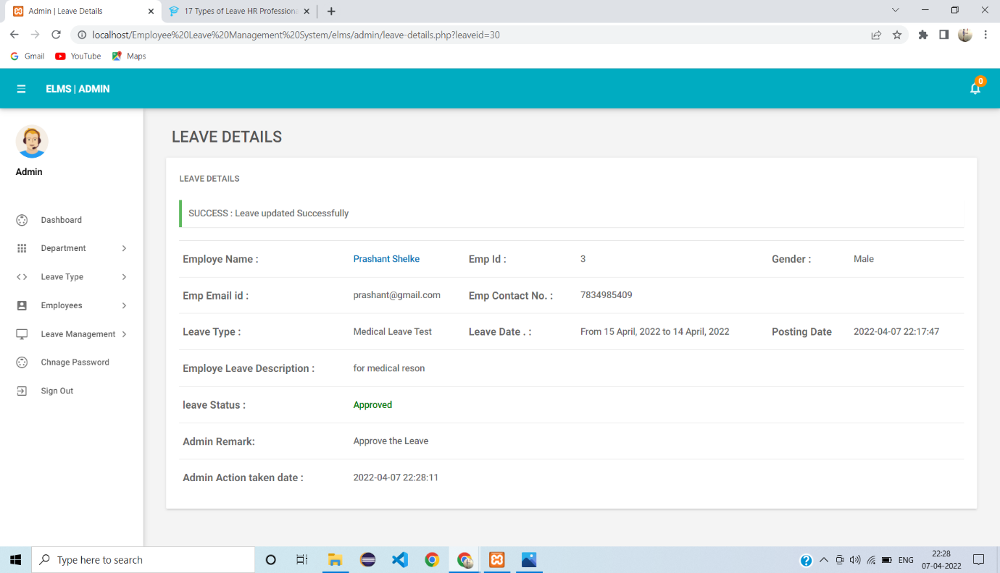 Admin | Leave Details
17 Types of Leave HR Professiona
localhost/Employee%20Leave%20Management%20System/elms/admin/leave-details.php?leaveid=30
Gmail YouTube Maps
ELMS | ADMIN
0
LEAVE DETAILS
Admin
LEAVE DETAILS
SUCCESS : Leave updated Successfully
Dashboard
Department
Leave Type
Employees
Leave Management
Chnage Password
Sign Out
Employe Name : Prashant Shelke Emp Id : 3 Gender : Male
Emp Email id : prashant@gmail.com Emp Contact No. : 7834985409
Leave Type : Medical Leave Test Leave Date . : From 15 April, 2022 to 14 April, 2022 Posting Date 2022-04-07 22:17:47
Employe Leave Description : for medical reson
leave Status : Approved
Admin Remark: Approve the Leave
Admin Action taken date : 2022-04-07 22:28:11
Type here to search
ENG
22:28
07-04-2022